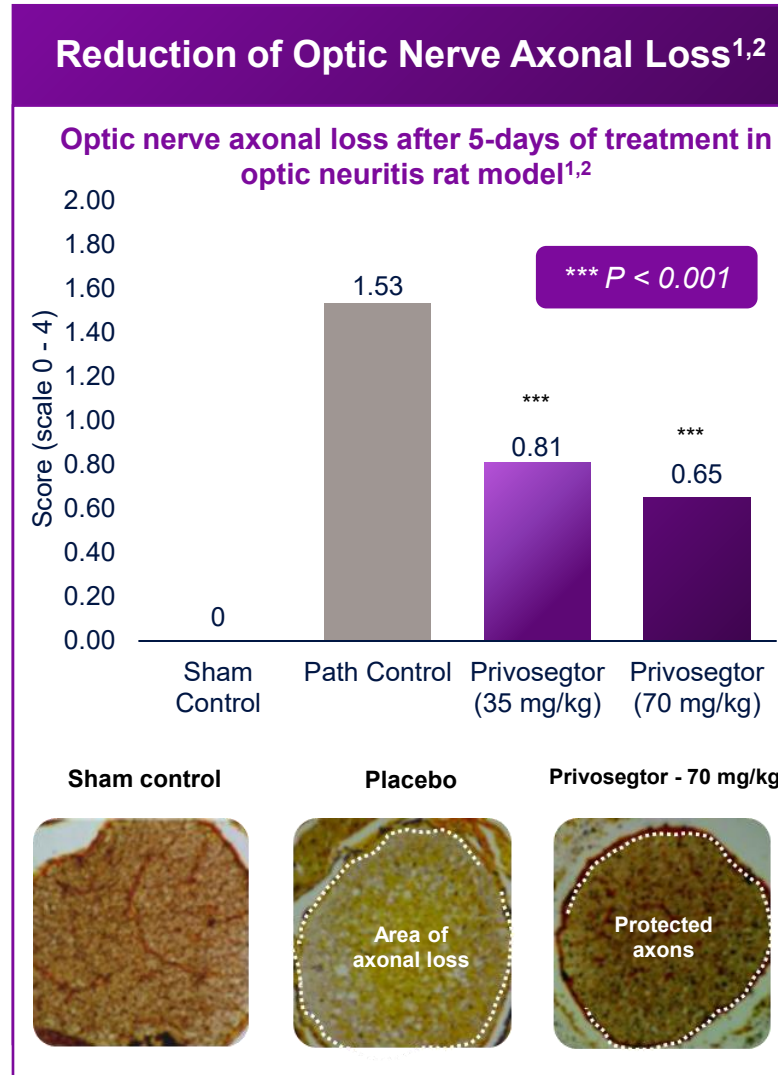 Reduction of Optic Nerve Axonal Loss1,2
Optic nerve axonal loss after 5-days of treatment in
optic neuritis rat model1,2
Score (scale 0 - 4)
2.00
1.80
1.60
1.40
1.20
1.00
0.80
0.60
0.40
0.20
0.00
*** P < 0.001
0
1.53
***
0.81
***
0.65
Sham
Control
Path Control
Privosegtor
(35 mg/kg)
Privosegtor
(70 mg/kg)
Sham control
Placebo
Privosegtor - 70 mg/kg
Area of
axonal loss
Protected
axons